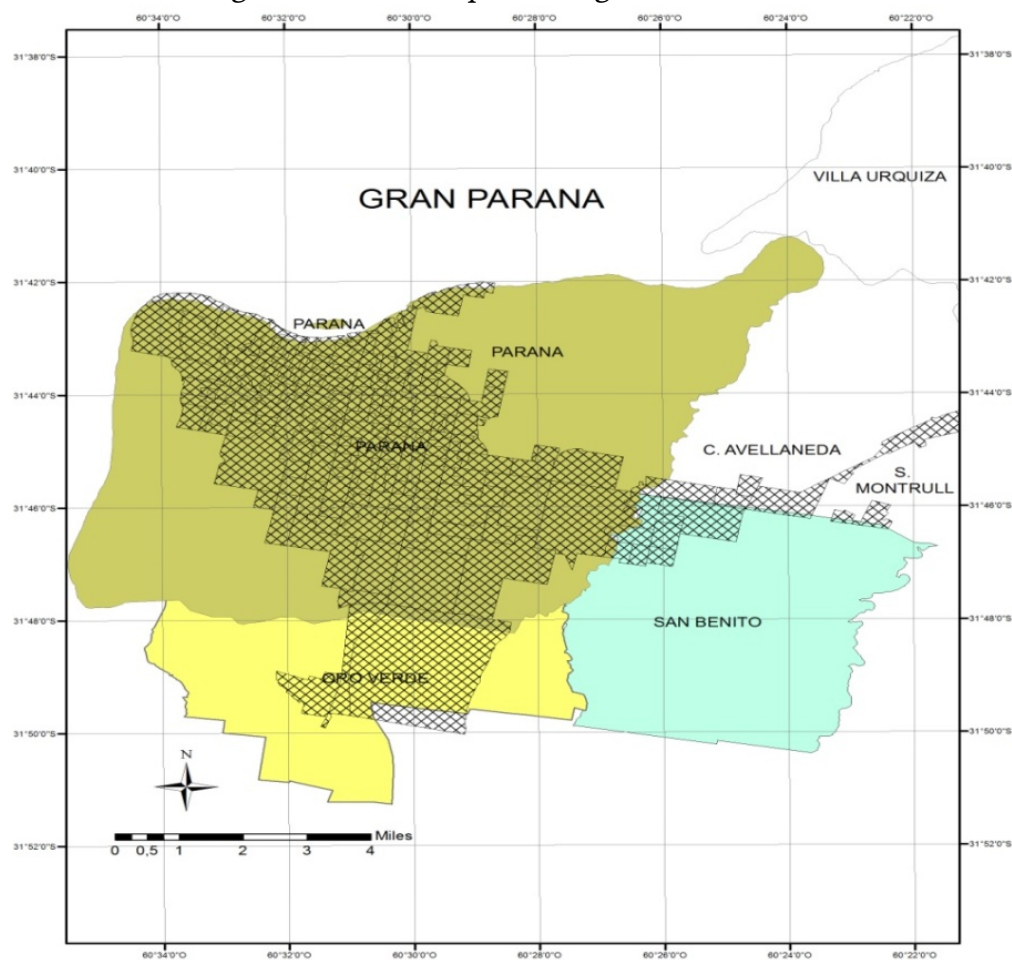 60°34'0"W 60°32'0"W 60°30'0"W 60°28'0"W 60°26'0"W 60°24'0"W 60°22'0"W
31°38'0"S 31°38'0"S
31°40'0"S 31°40'0"S
VILLA URQUIZA
GRAN PARANA
31°42'0"S 31°42'0"S
PARANA
PARANA
31°44'0"S 31°44'0"S
PARANA
C. AVELLANEDA
S.
MONTRULL
31°46'0"S 31°46'0"S
31°48'0"S 31°48'0"S
SAN BENITO
ORO VERDE
31°50'0"S 31°50'0"S
N
Miles
0 0,5 1 2 3 4
31°52'0"S 31°52'0"S
60°34'0"W 60°32'0"W 60°30'0"W 60°28'0"W 60°26'0"W 60°24'0"W 60°22'0"W